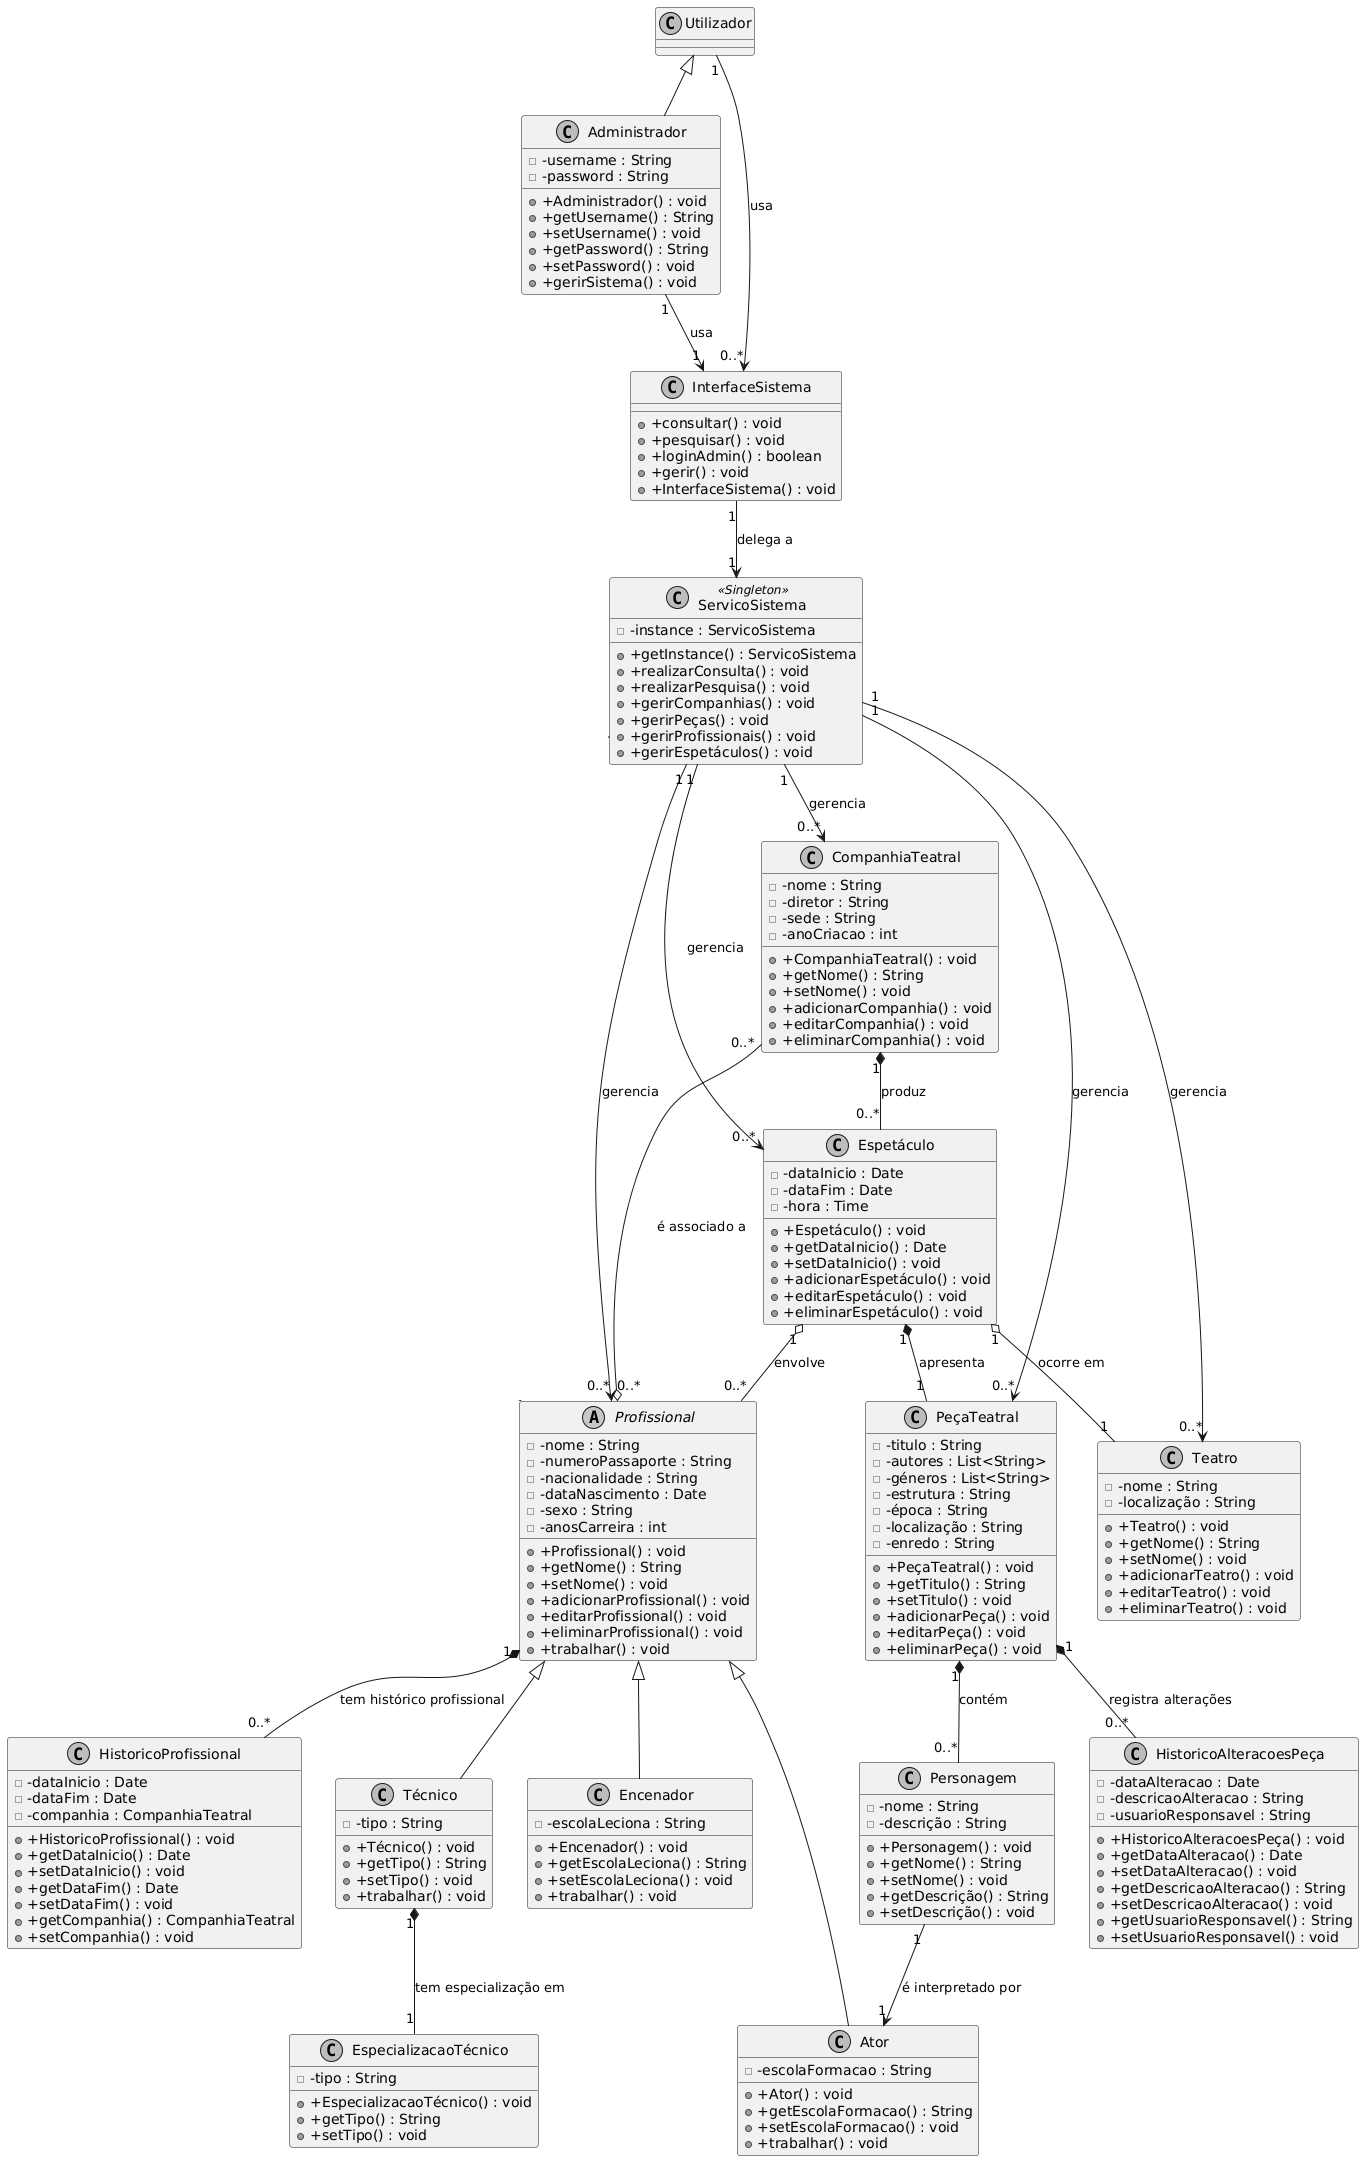 C Utilizador
1
C Administrador
-username : String
-password : String
+Administrador() : void
+getUsername() : String
+setUsername() : void
+getPassword() : String
+setPassword() : void
+gerirSistema() : void
usa
1
usa
1
0..*
C InterfaceSistema
+consultar() : void
+pesquisar() : void
+loginAdmin() : boolean
+gerir() : void
+InterfaceSistema() : void
1
delega a
1
C «Singleton»
ServicoSistema
-instance : ServicoSistema
+getInstance() : ServicoSistema
+realizarConsulta() : void
+realizarPesquisa() : void
+gerirCompanhias() : void
+gerirPeças() : void
+gerirProfissionais() : void
+gerirEspetáculos() : void
1
1
1
1
1
gerencia
0..*
C CompanhiaTeatral
-nome : String
-diretor : String
-sede : String
-anoCriacao : int
+CompanhiaTeatral() : void
+getNome() : String
+setNome() : void
+adicionarCompanhia() : void
+editarCompanhia() : void
+eliminarCompanhia() : void
gerencia
0..*
1
gerencia
produz
gerencia
gerencia
0..*
0..*
C Espetáculo
-dataInicio : Date
-dataFim : Date
-hora : Time
+Espetáculo() : void
+getDataInicio() : Date
+setDataInicio() : void
+adicionarEspetáculo() : void
+editarEspetáculo() : void
+eliminarEspetáculo() : void
é associado a
1
1
1
envolve
apresenta
ocorre em
0..*
0..*
0..*
1
0..*
1
0..*
A Profissional
-nome : String
-numeroPassaporte : String
-nacionalidade : String
-dataNascimento : Date
-sexo : String
-anosCarreira : int
+Profissional() : void
+getNome() : String
+setNome() : void
+adicionarProfissional() : void
+editarProfissional() : void
+eliminarProfissional() : void
+trabalhar() : void
C PeçaTeatral
-titulo : String
-autores : List<String>
-géneros : List<String>
-estrutura : String
-época : String
-localização : String
-enredo : String
+PeçaTeatral() : void
+getTitulo() : String
+setTitulo() : void
+adicionarPeça() : void
+editarPeça() : void
+eliminarPeça() : void
C Teatro
-nome : String
-localização : String
+Teatro() : void
+getNome() : String
+setNome() : void
+adicionarTeatro() : void
+editarTeatro() : void
+eliminarTeatro() : void
1
1
1
tem histórico profissional
contém
registra alterações
0..*
0..*
0..*
C HistoricoProfissional
-dataInicio : Date
-dataFim : Date
-companhia : CompanhiaTeatral
+HistoricoProfissional() : void
+getDataInicio() : Date
+setDataInicio() : void
+getDataFim() : Date
+setDataFim() : void
+getCompanhia() : CompanhiaTeatral
+setCompanhia() : void
C Técnico
-tipo : String
+Técnico() : void
+getTipo() : String
+setTipo() : void
+trabalhar() : void
C Encenador
-escolaLeciona : String
+Encenador() : void
+getEscolaLeciona() : String
+setEscolaLeciona() : void
+trabalhar() : void
C Personagem
-nome : String
-descrição : String
+Personagem() : void
+getNome() : String
+setNome() : void
+getDescrição() : String
+setDescrição() : void
C HistoricoAlteracoesPeça
-dataAlteracao : Date
-descricaoAlteracao : String
-usuarioResponsavel : String
+HistoricoAlteracoesPeça() : void
+getDataAlteracao() : Date
+setDataAlteracao() : void
+getDescricaoAlteracao() : String
+setDescricaoAlteracao() : void
+getUsuarioResponsavel() : String
+setUsuarioResponsavel() : void
1
tem especialização em
1
1
é interpretado por
1
C EspecializacaoTécnico
-tipo : String
+EspecializacaoTécnico() : void
+getTipo() : String
+setTipo() : void
C Ator
-escolaFormacao : String
+Ator() : void
+getEscolaFormacao() : String
+setEscolaFormacao() : void
+trabalhar() : void